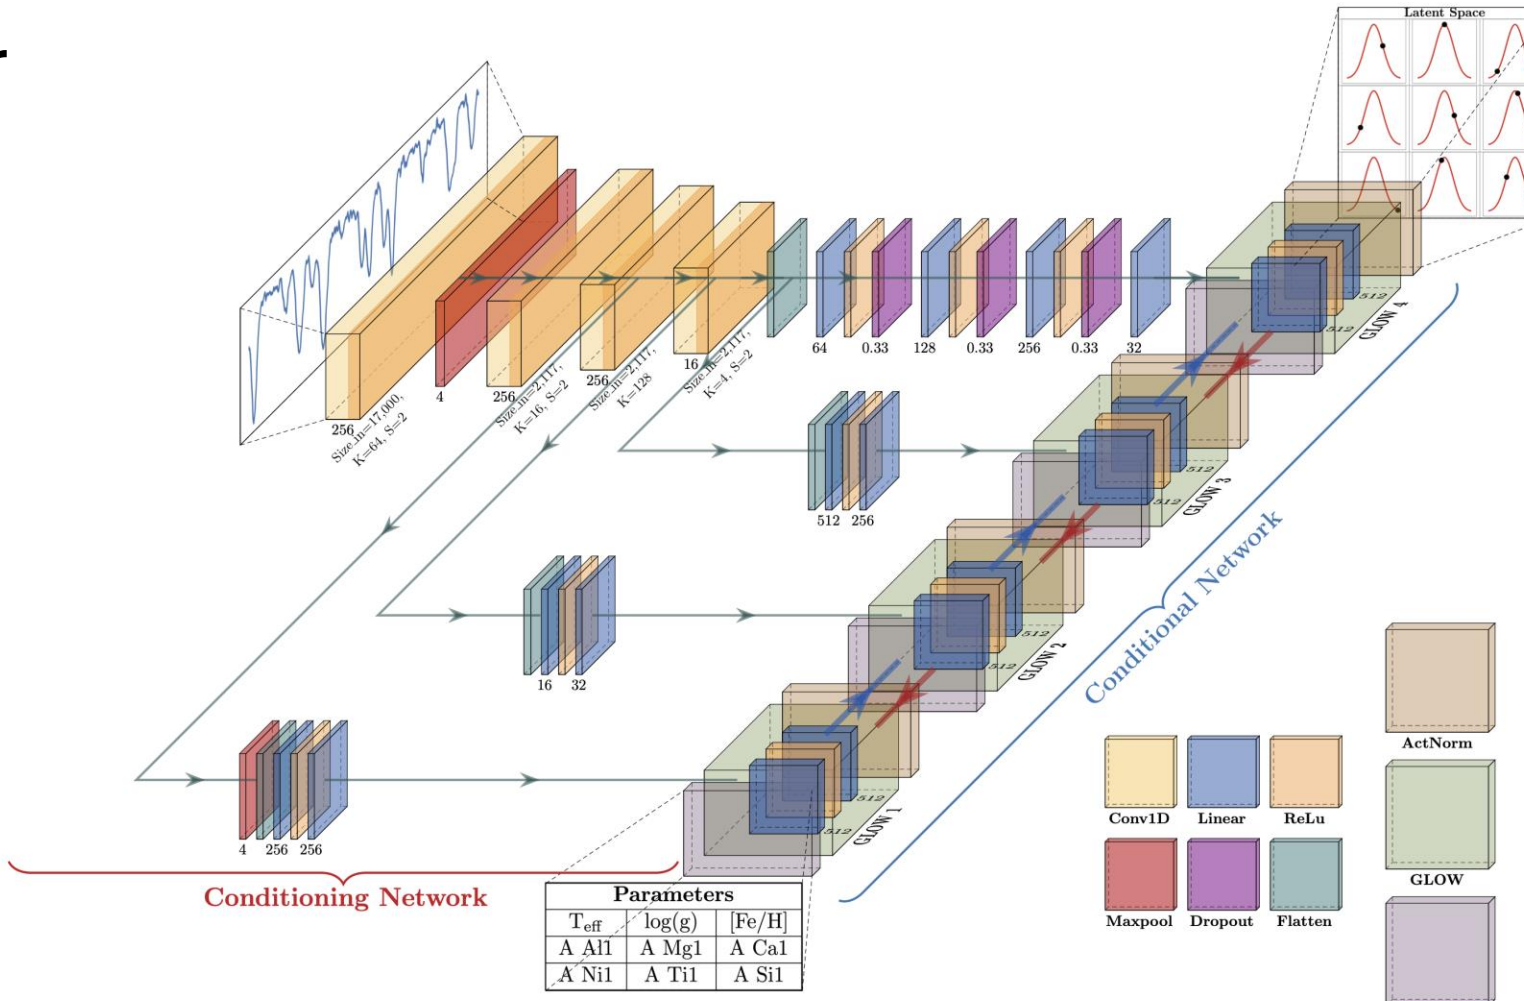 Latent Space
256
Size_in=17,000,
K=64, S=2
4
256
Size_in=2,117,
K=16, S=2
256
Size_in=2,117,
K=128
16
Size_in=2,117,
K=4, S=2
64 0.33 128 0.33 256 0.33 32
512
512
GLOW 4
512 256
512
512
GLOW 3
16 32
512
512
GLOW 2
4 256 256
512
512
GLOW 1
Conditioning Network
Conditional Network
Parameters
Teff log(g) [Fe/H]
A Al1 A Mg1 A Ca1
A Ni1 A Ti1 A Si1
ActNorm
Conv1D Linear ReLu
GLOW
Maxpool Dropout Flatten